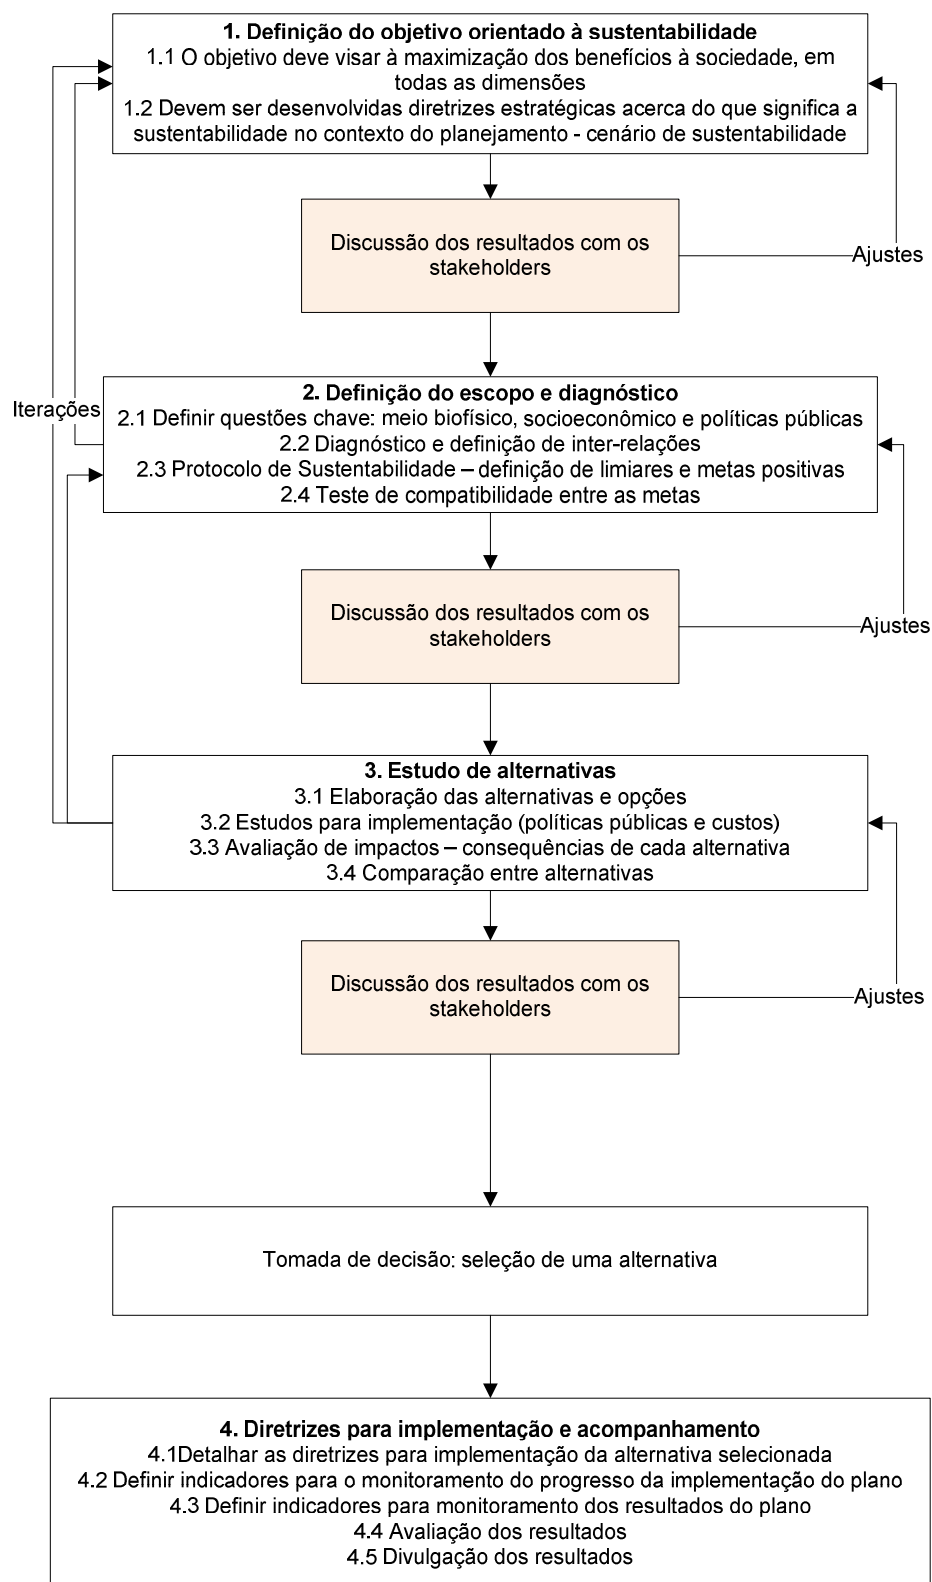 1. Definição do objetivo orientado à sustentabilidade
1.1 O objetivo deve visar à maximização dos benefícios à sociedade, em
todas as dimensões
1.2 Devem ser desenvolvidas diretrizes estratégicas acerca do que significa a
sustentabilidade no contexto do planejamento - cenário de sustentabilidade
Discussão dos resultados com os
stakeholders
Ajustes
2. Definição do escopo e diagnóstico
Iterações
2.1 Definir questões chave: meio biofísico, socioeconômico e políticas públicas
2.2 Diagnóstico e definição de inter-relações
2.3 Protocolo de Sustentabilidade – definição de limiares e metas positivas
2.4 Teste de compatibilidade entre as metas
Discussão dos resultados com os
stakeholders
Ajustes
3. Estudo de alternativas
3.1 Elaboração das alternativas e opções
3.2 Estudos para implementação (políticas públicas e custos)
3.3 Avaliação de impactos – consequências de cada alternativa
3.4 Comparação entre alternativas
Discussão dos resultados com os
stakeholders
Ajustes
Tomada de decisão: seleção de uma alternativa
4. Diretrizes para implementação e acompanhamento
4.1Detalhar as diretrizes para implementação da alternativa selecionada
4.2 Definir indicadores para o monitoramento do progresso da implementação do plano
4.3 Definir indicadores para monitoramento dos resultados do plano
4.4 Avaliação dos resultados
4.5 Divulgação dos resultados